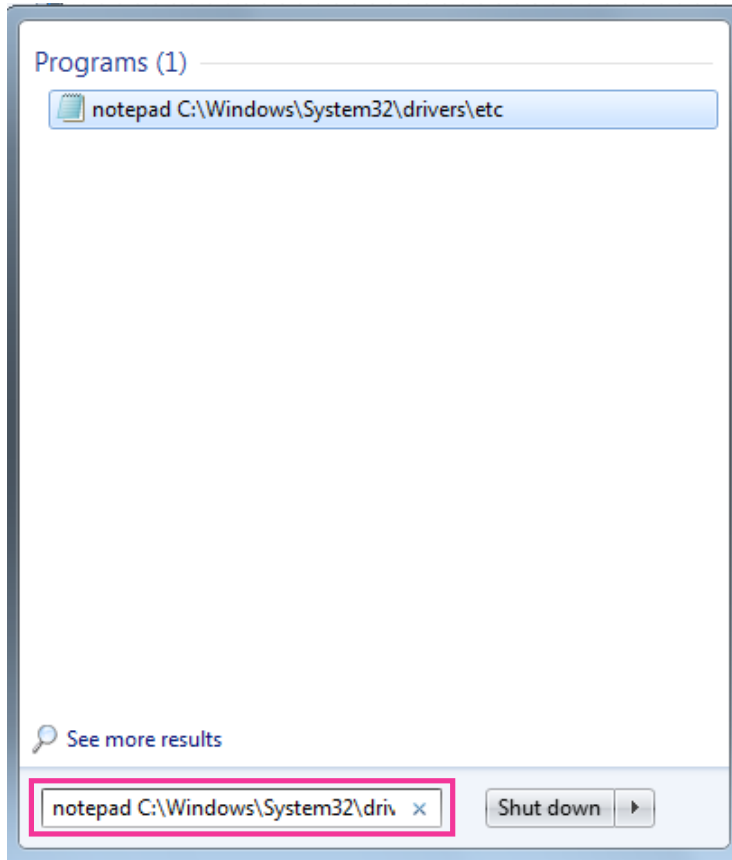 Programs (1)
notepad C:\Windows\System32\drivers\etc
See more results
notepad C:\Windows\System32\driv
Shut down